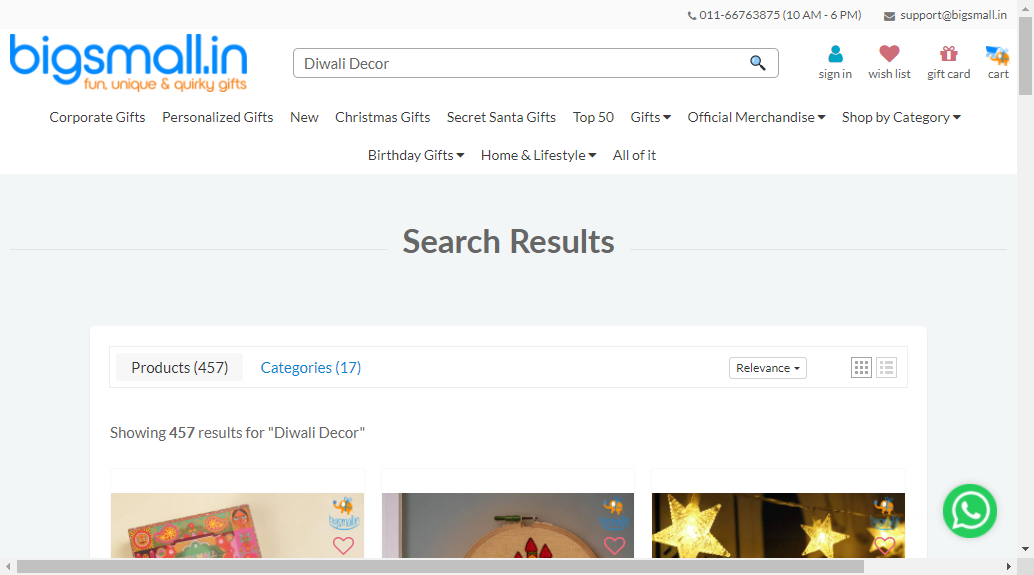 011-66763875 (10 AM - 6 PM) support@bigsmall.in
bigsmall.in
fun, unique & quirky gifts
Diwali Decor
sign in wish list gift card cart
Corporate Gifts Personalized Gifts New Christmas Gifts Secret Santa Gifts Top 50 Gifts Official Merchandise Shop by Category
Birthday Gifts Home & Lifestyle All of it
Search Results
Products (457) Categories (17) Relevance
Showing 457 results for "Diwali Decor"
bigsmall.in